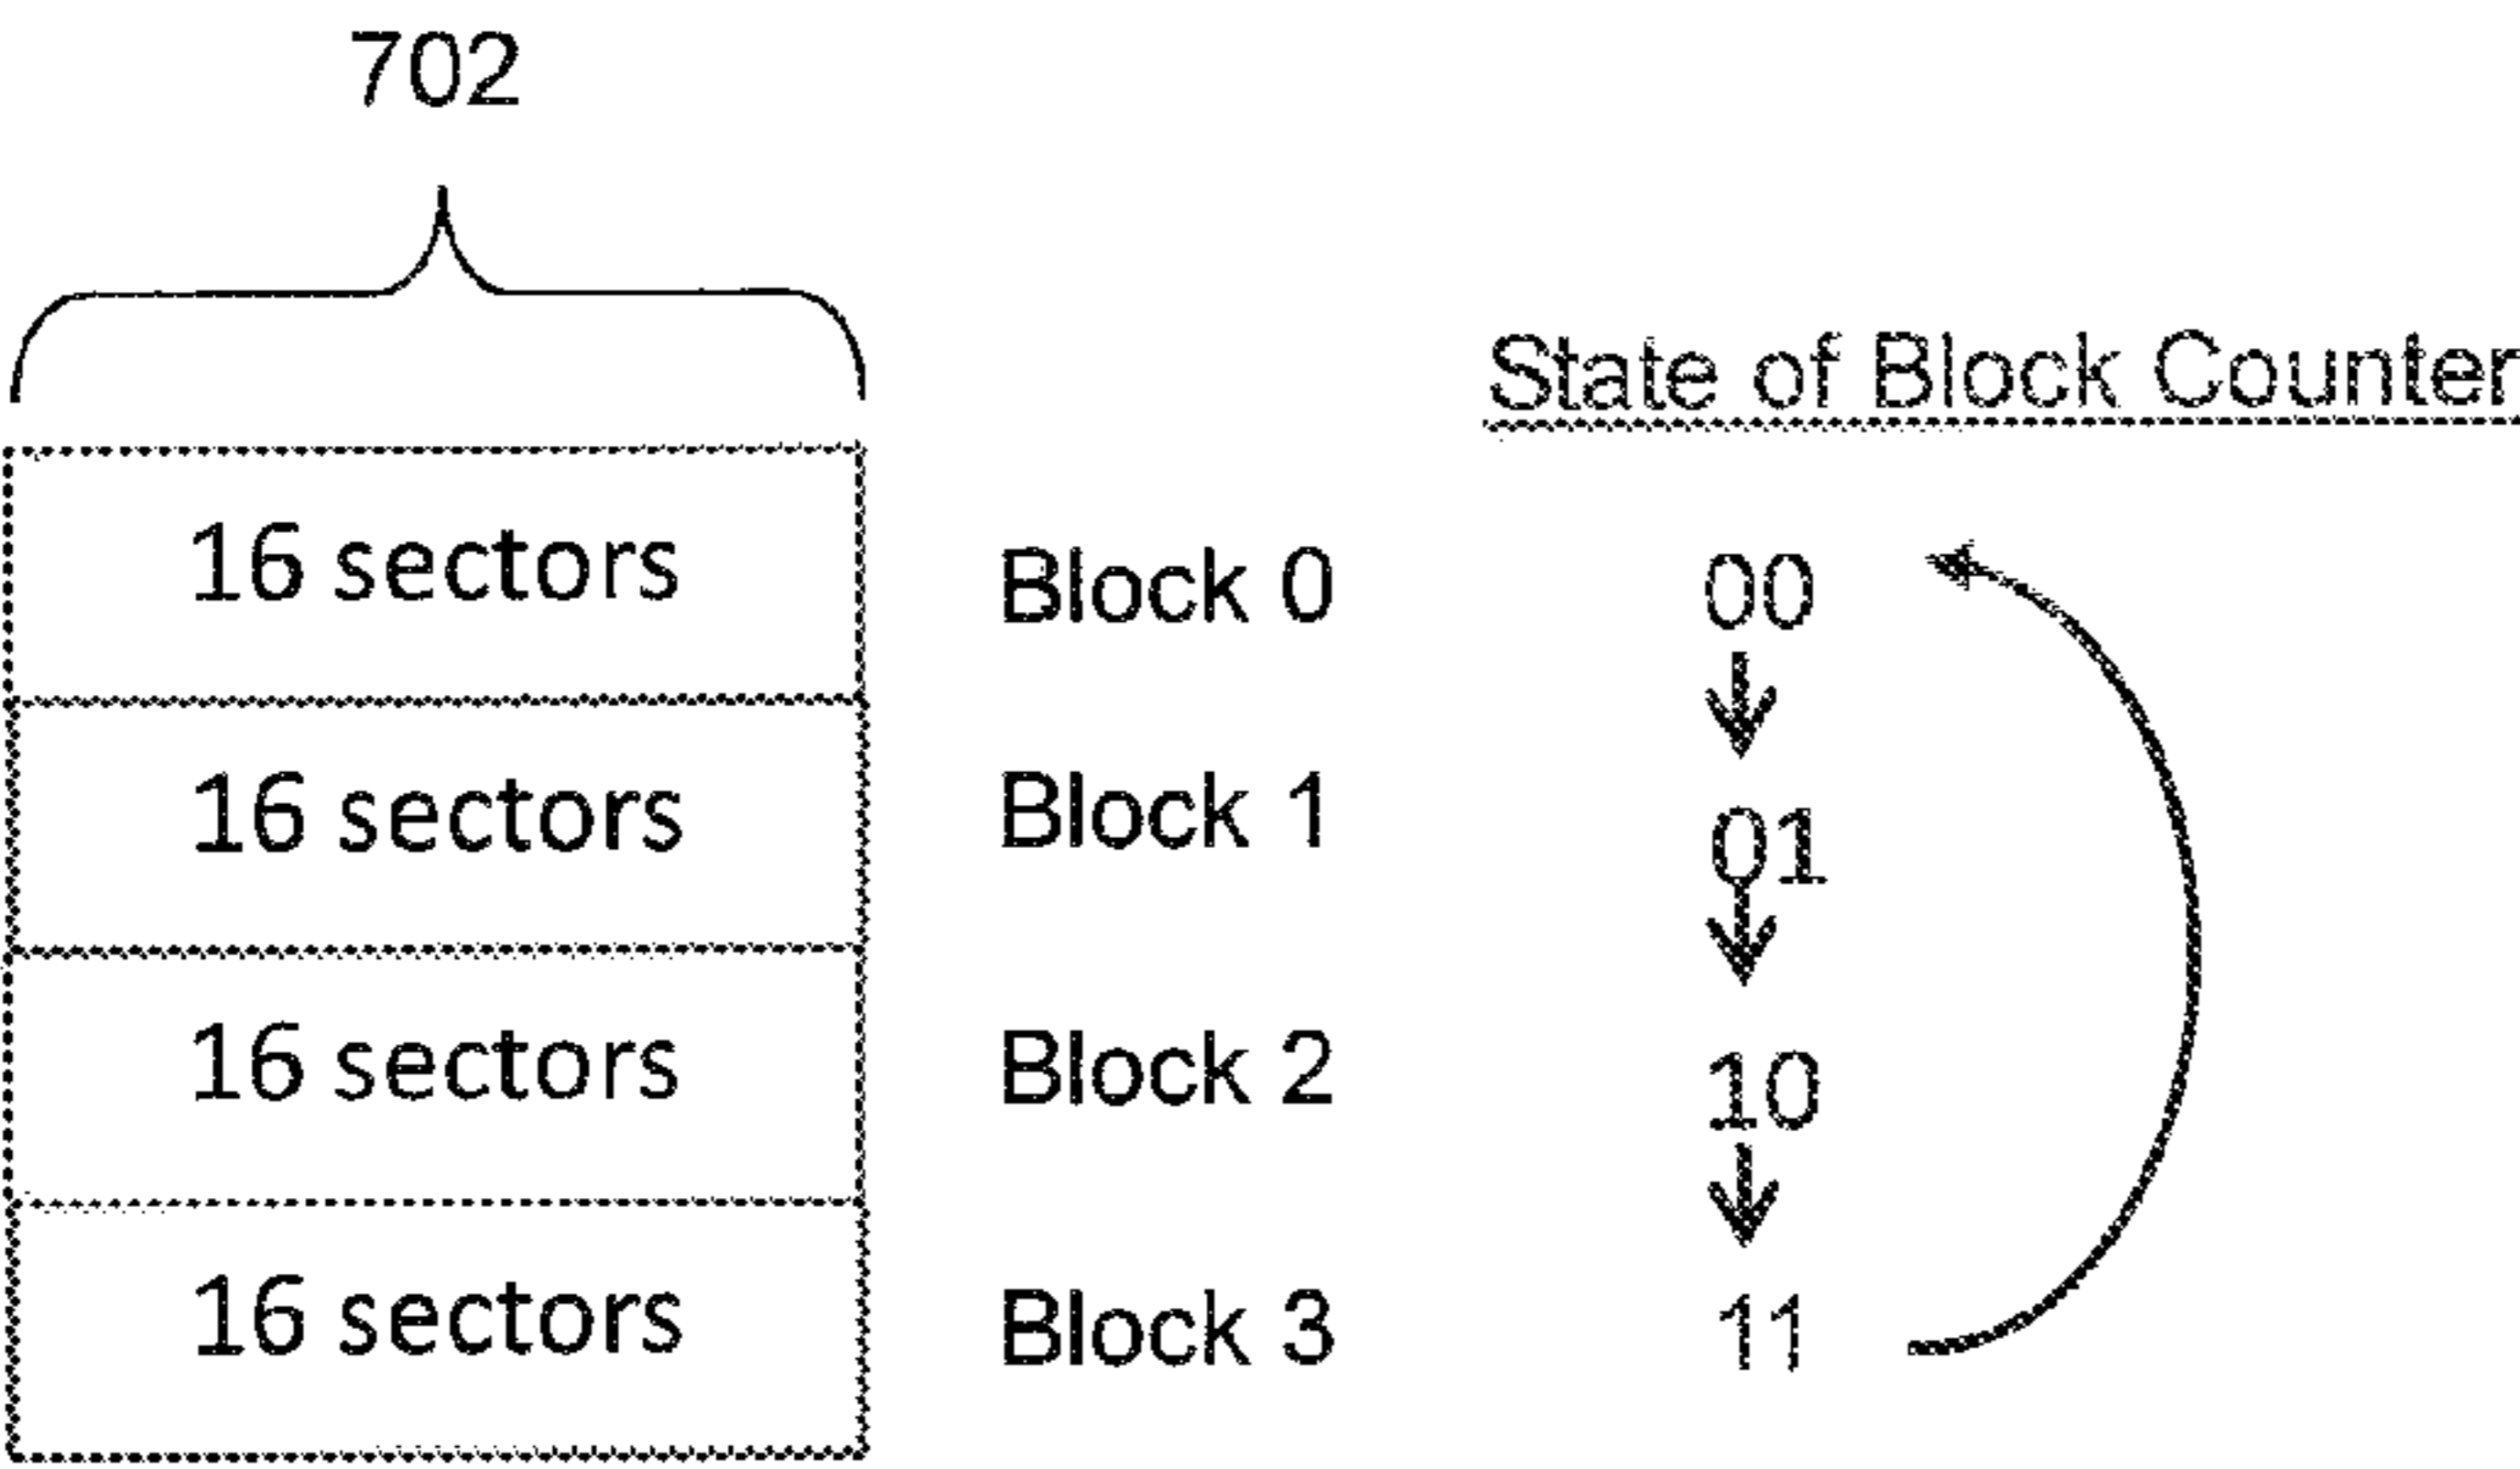 702
State of Block Counter
16 sectors Block 0 00
16 sectors Block 1 01
16 sectors Block 2 10
16 sectors Block 3 11